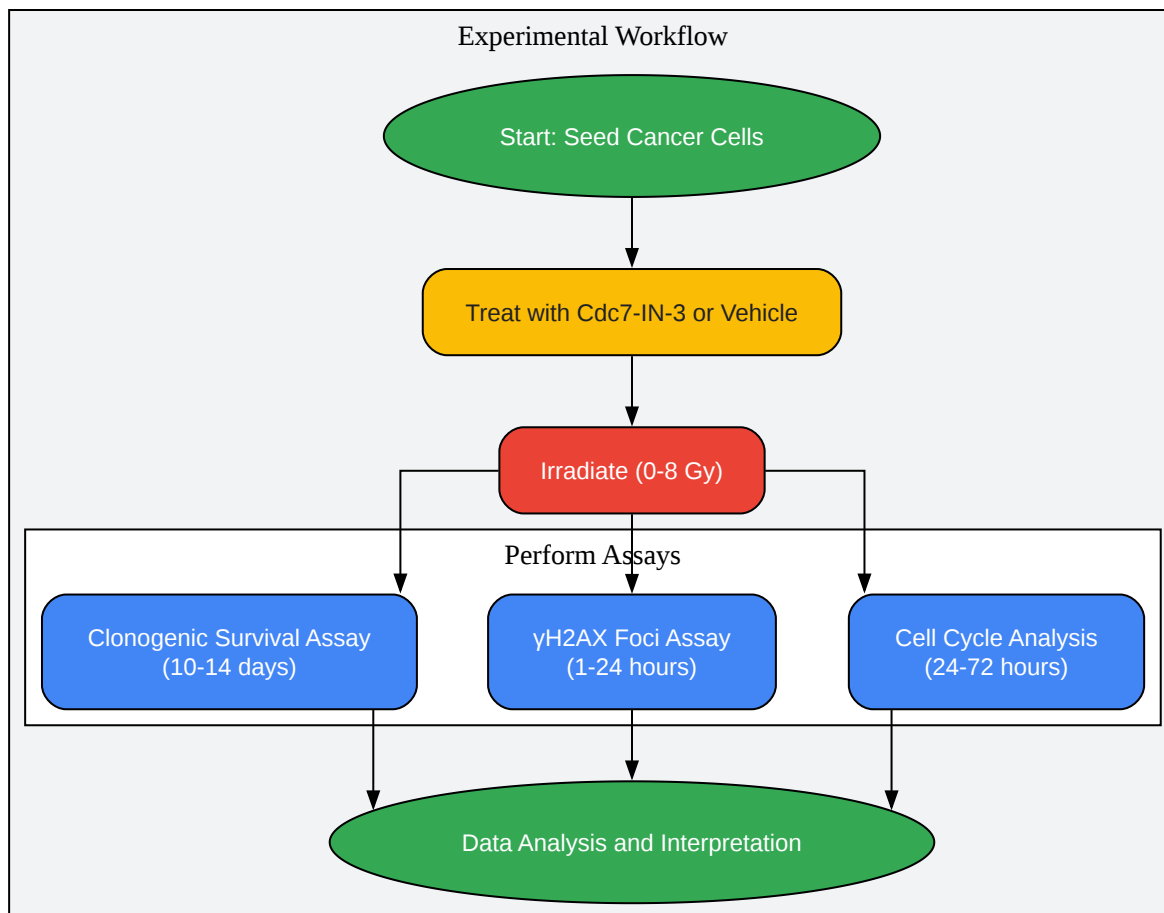 Experimental Workflow
Start: Seed Cancer Cells
Treat with Cdc7-IN-3 or Vehicle
Irradiate (0-8 Gy)
Perform Assays
Clonogenic Survival Assay
(10-14 days)
γH2AX Foci Assay
(1-24 hours)
Cell Cycle Analysis
(24-72 hours)
Data Analysis and Interpretation